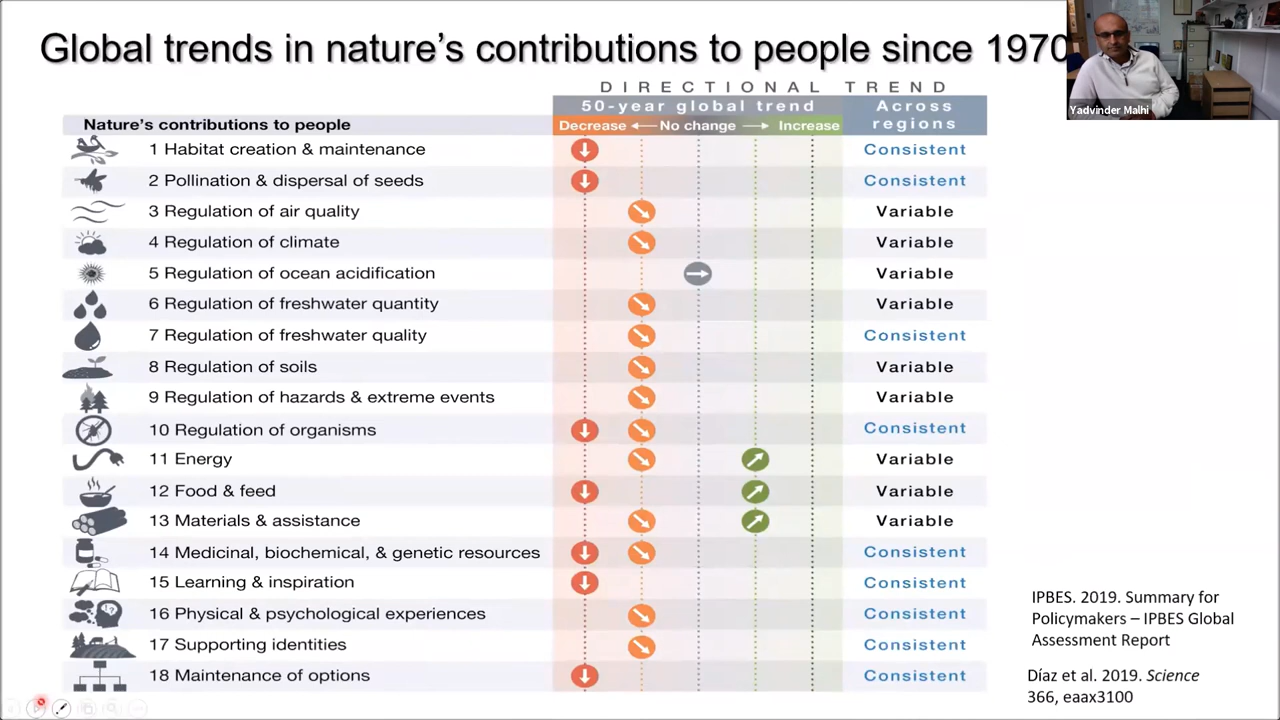 Global trends in nature's contributions to people since 1970
Yadvinder Malhi
DIRECTIONAL TREND
50-year global trend
Across regions
Nature's contributions to people
Decrease ← No change → Increase
1 Habitat creation & maintenance Consistent
2 Pollination & dispersal of seeds Consistent
3 Regulation of air quality Variable
4 Regulation of climate Variable
5 Regulation of ocean acidification Variable
6 Regulation of freshwater quantity Variable
7 Regulation of freshwater quality Consistent
8 Regulation of soils Variable
9 Regulation of hazards & extreme events Variable
10 Regulation of organisms Consistent
11 Energy Variable
12 Food & feed Variable
13 Materials & assistance Variable
14 Medicinal, biochemical, & genetic resources Consistent
15 Learning & inspiration Consistent
16 Physical & psychological experiences Consistent
17 Supporting identities Consistent
18 Maintenance of options Consistent
IPBES. 2019. Summary for
Policymakers – IPBES Global
Assessment Report
Díaz et al. 2019. Science
366, eaax3100